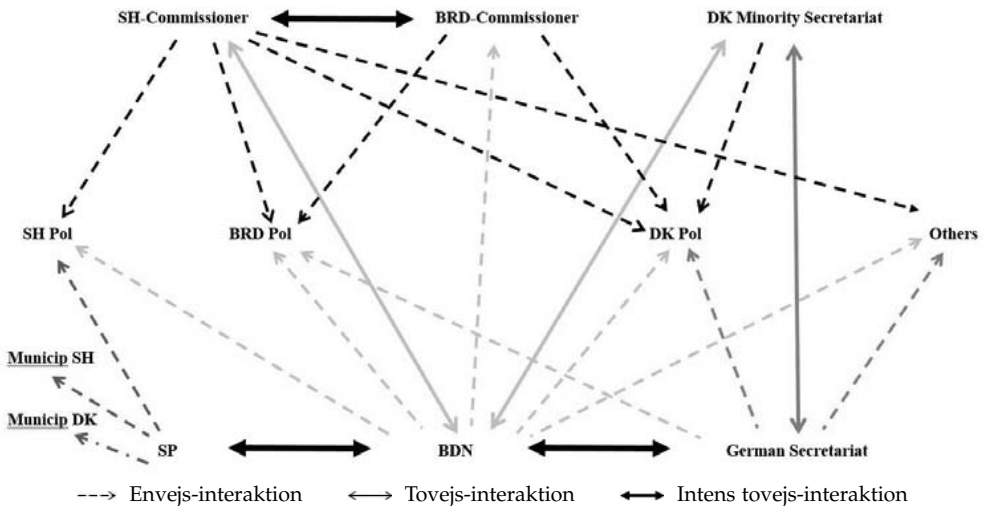 SH-Commissioner BRD-Commissioner DK Minority Secretariat
SH Pol BRD Pol DK Pol Others
Municip SH
Municip DK
SP BDN German Secretariat
Envejs-interaktion Tovejs-interaktion Intens tovejs-interaktion